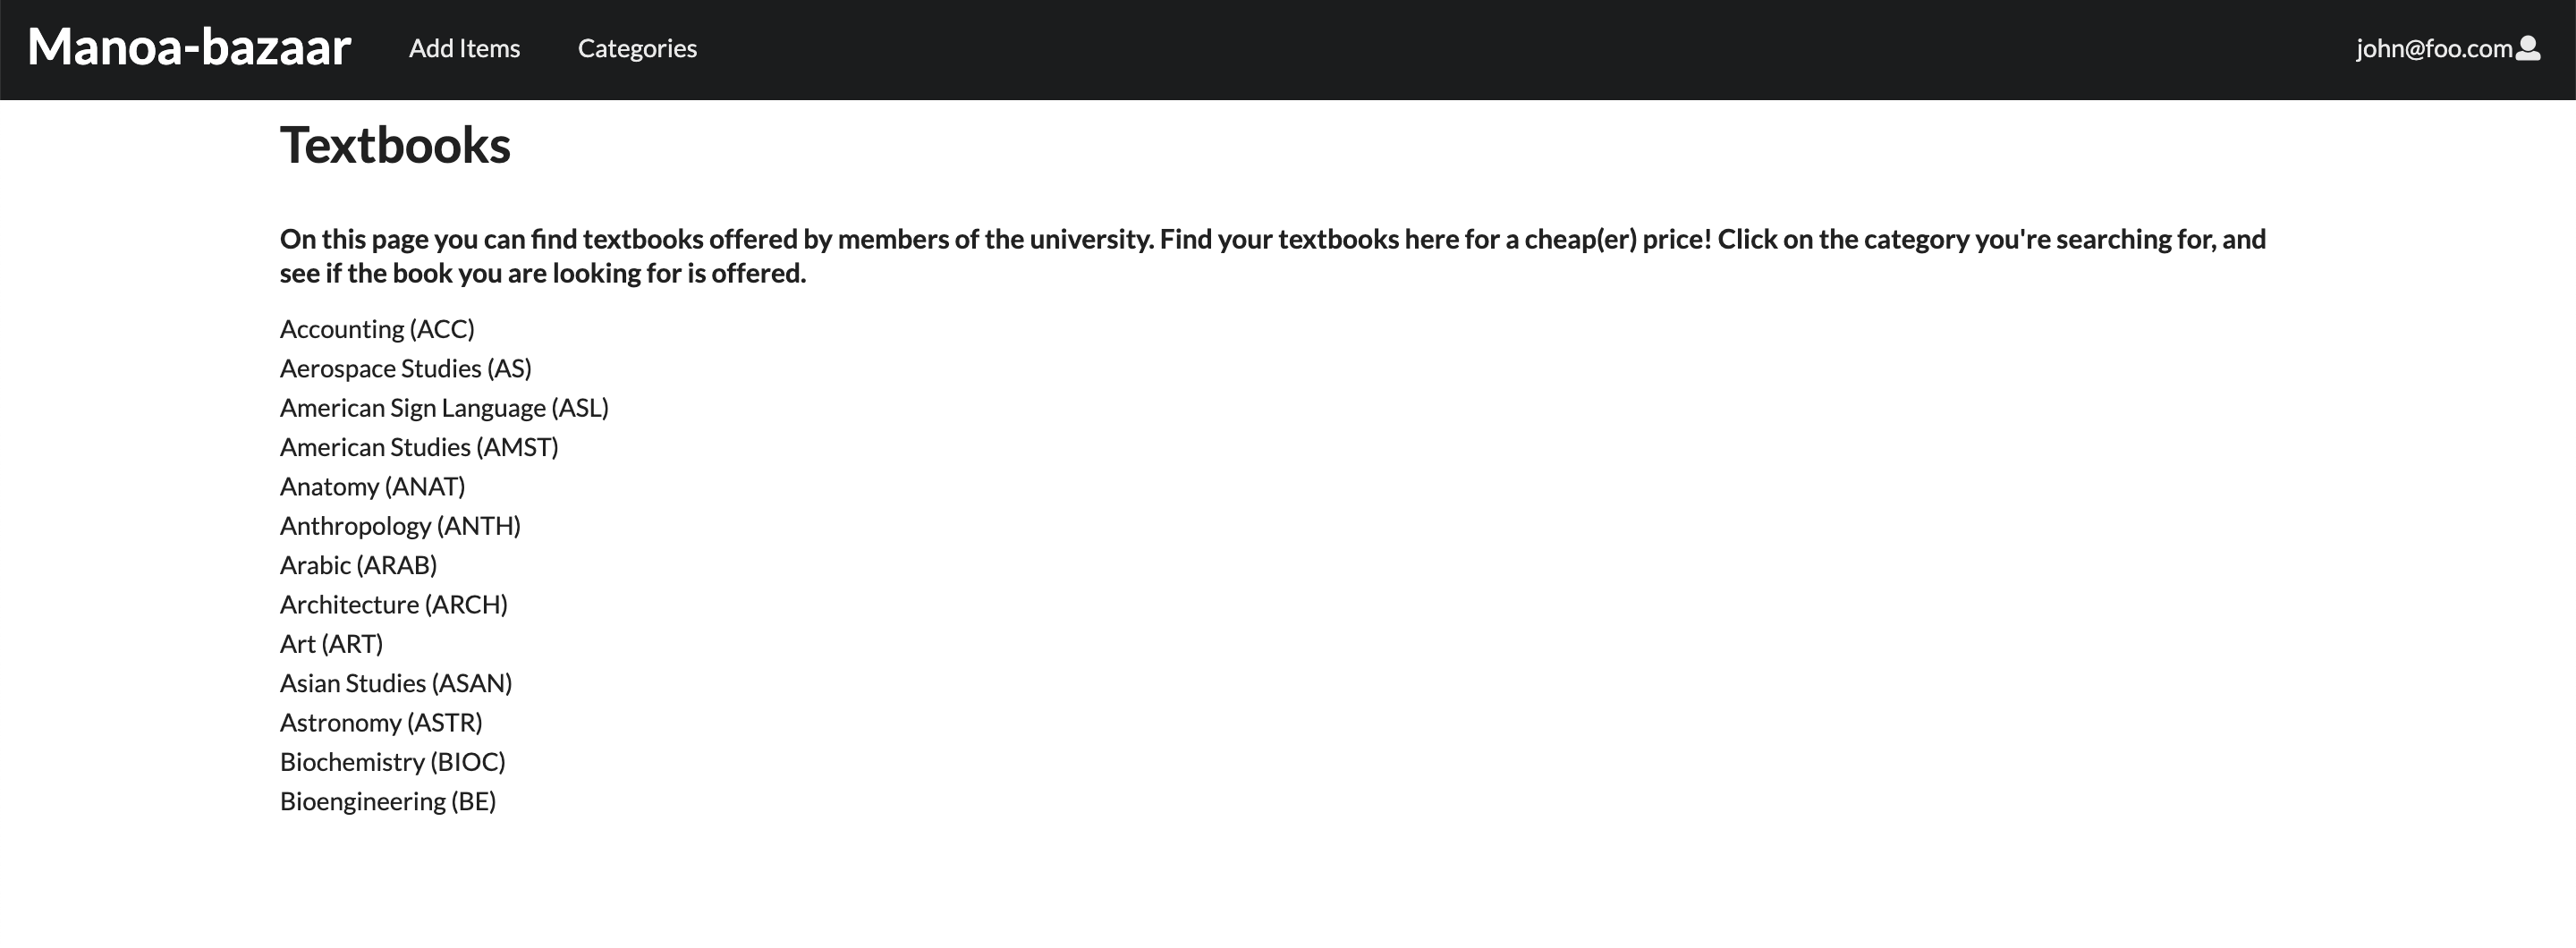 Manoa-bazaar Add Items Categories john@foo.com
Textbooks
On this page you can find textbooks offered by members of the university. Find your textbooks here for a cheap(er) price! Click on the category you're searching for, and
see if the book you are looking for is offered.
Accounting (ACC)
Aerospace Studies (AS)
American Sign Language (ASL)
American Studies (AMST)
Anatomy (ANAT)
Anthropology (ANTH)
Arabic (ARAB)
Architecture (ARCH)
Art (ART)
Asian Studies (ASAN)
Astronomy (ASTR)
Biochemistry (BIOC)
Bioengineering (BE)